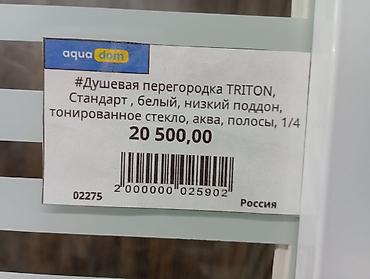 aqua dom
#Душевая перегородка TRITON,
Стандарт , белый, низкий поддон,
тонированное стекло, аква, полосы, 1/4
20 500,00
2 000000 025902
02275
Россия